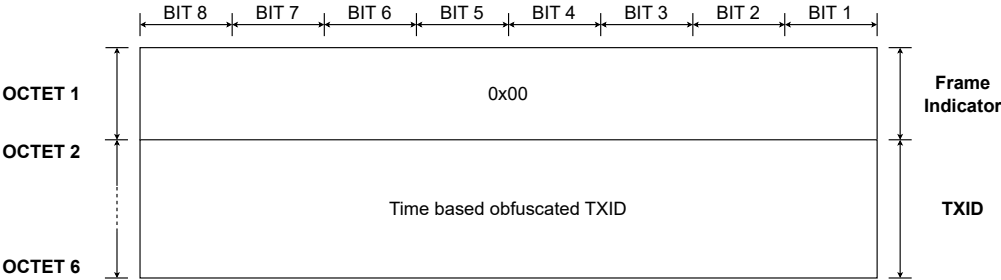 BIT 8 BIT 7 BIT 6 BIT 5 BIT 4 BIT 3 BIT 2 BIT 1
OCTET 1
0x00
Frame
Indicator
OCTET 2
Time based obfuscated TXID
TXID
OCTET 6